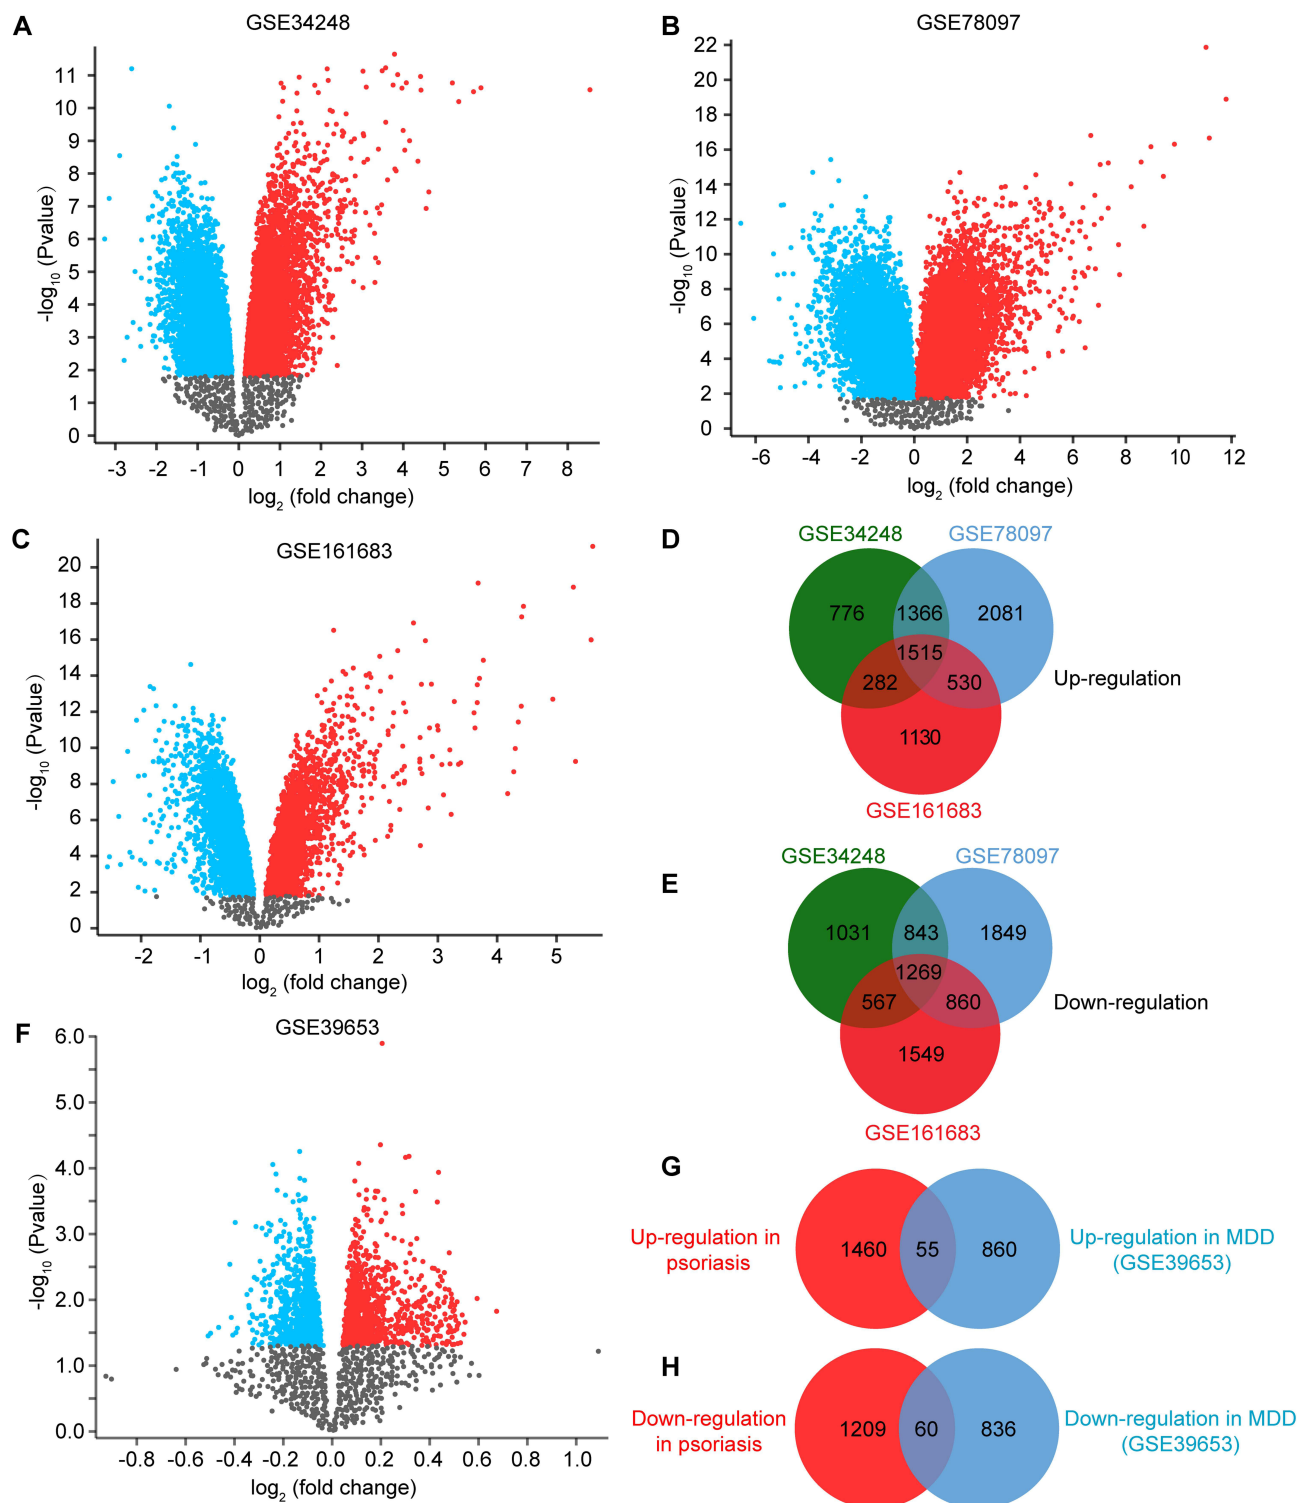 A
GSE34248
11
10
9
8
7
6
5
4
3
2
1
0
-log10 (Pvalue)
-3 -2 -1 0 1 2 3 4 5 6 7 8
log2 (fold change)
B
GSE78097
22
20
18
16
14
12
10
8
6
4
2
0
-log10 (Pvalue)
-6 -4 -2 0 2 4 6 8 10 12
log2 (fold change)
C
GSE161683
20
18
16
14
12
10
8
6
4
2
0
-log10 (Pvalue)
-2 -1 0 1 2 3 4 5
log2 (fold change)
D
GSE34248 GSE78097
776 1366 2081
1515
282 530
1130
Up-regulation
GSE161683
E
GSE34248 GSE78097
1031 843 1849
1269
567 860
1549
Down-regulation
GSE161683
F
GSE39653
6.0
5.0
4.0
3.0
2.0
1.0
0.0
-log10 (Pvalue)
-0.8 -0.6 -0.4 -0.2 0.0 0.2 0.4 0.6 0.8 1.0
log2 (fold change)
G
Up-regulation in
psoriasis
1460 55 860
Up-regulation in MDD
(GSE39653)
H
Down-regulation
in psoriasis
1209 60 836
Down-regulation in MDD
(GSE39653)